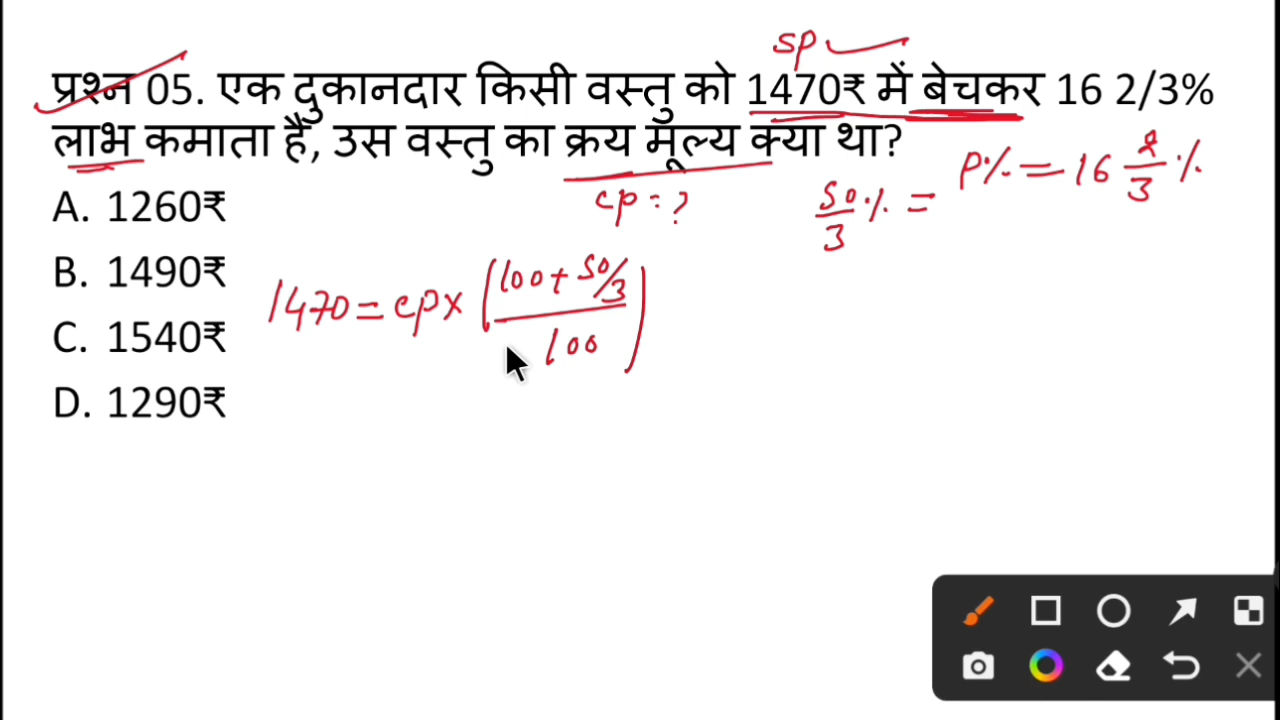 SP
प्रश्न 05. एक दुकानदार किसी वस्तु को 1470₹ में बेचकर 16 2/3%
लाभ कमाता है, उस वस्तु का क्रय मूल्य क्या था?
P% = 16 2/3 %
A. 1260₹
CP = ?
50/3 % =
B. 1490₹
1470 = CP x (100 + 50/3 / 100)
C. 1540₹
D. 1290₹